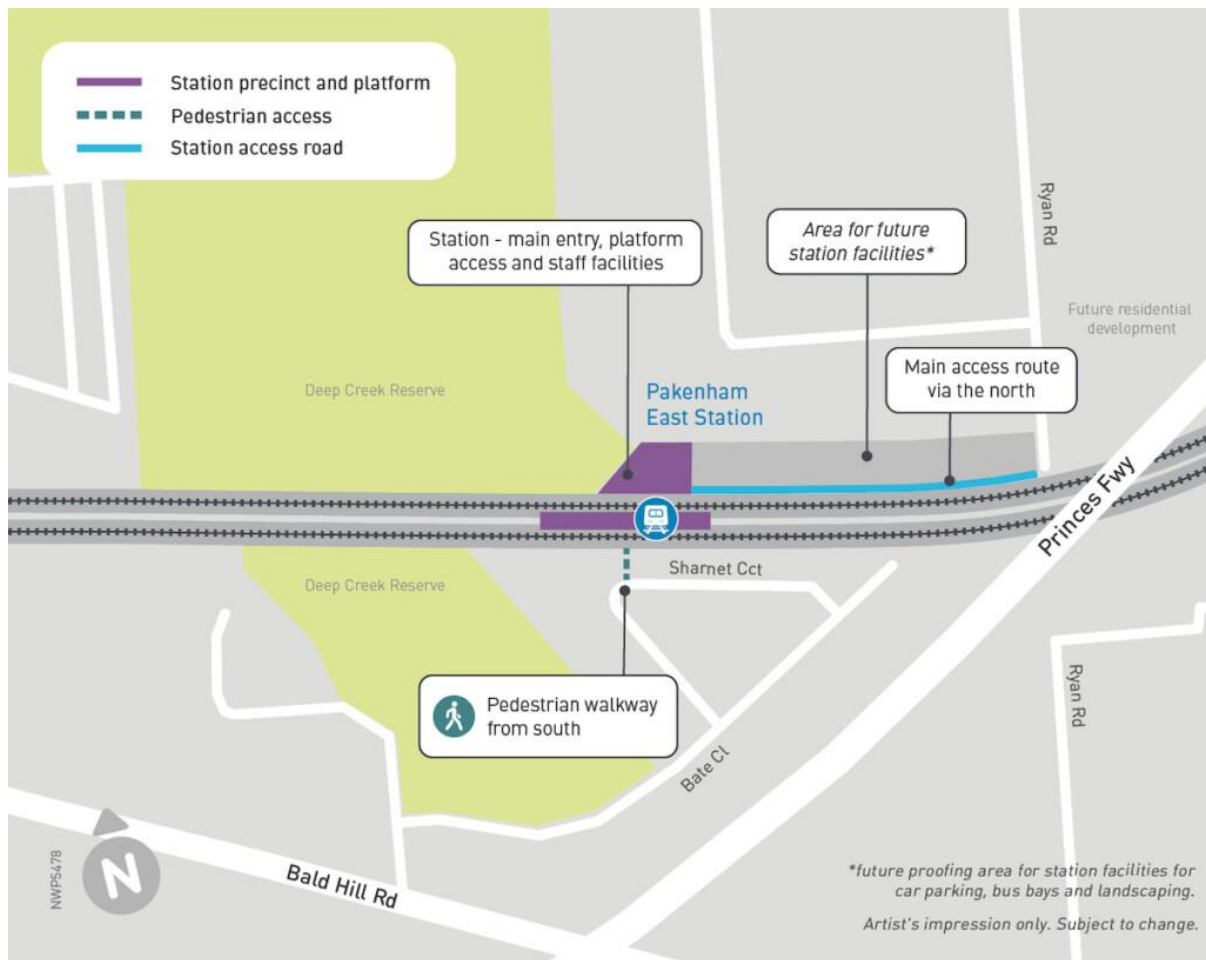 Station precinct and platform
Pedestrian access
Station access road
Ryan Rd
Station - main entry, platform
access and staff facilities
Area for future
station facilities*
Future residential
development
Main access route
via the north
Deep Creek Reserve
Pakenham
East Station
Princes Fwy
Sharnet Cct
Deep Creek Reserve
Pedestrian walkway
from south
Ryan Rd
Bate Cl
NWP5478
N
Bald Hill Rd
*future proofing area for station facilities for
car parking, bus bays and landscaping.
Artist's impression only. Subject to change.